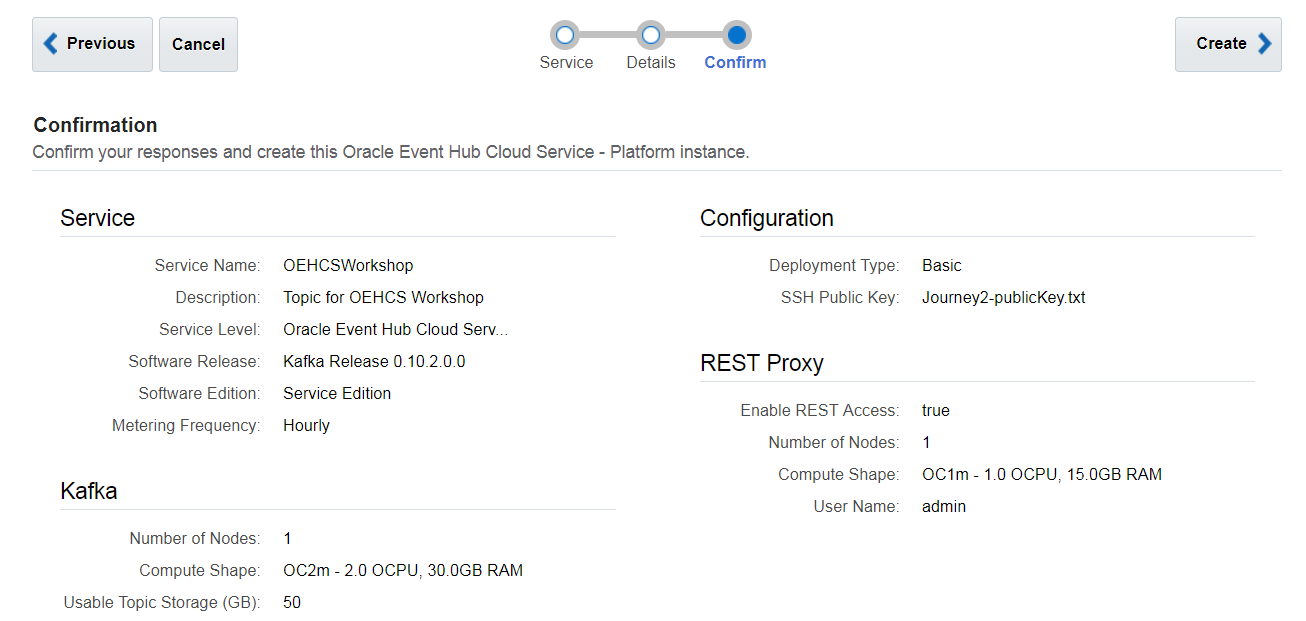 Previous
Cancel
Service
Details
Confirm
Create
Confirmation
Confirm your responses and create this Oracle Event Hub Cloud Service - Platform instance.
Service
Service Name: OEHCSWorkshop
Description: Topic for OEHCS Workshop
Service Level: Oracle Event Hub Cloud Serv...
Software Release: Kafka Release 0.10.2.0.0
Software Edition: Service Edition
Metering Frequency: Hourly
Kafka
Number of Nodes: 1
Compute Shape: OC2m - 2.0 OCPU, 30.0GB RAM
Usable Topic Storage (GB): 50
Configuration
Deployment Type: Basic
SSH Public Key: Journey2-publicKey.txt
REST Proxy
Enable REST Access: true
Number of Nodes: 1
Compute Shape: OC1m - 1.0 OCPU, 15.0GB RAM
User Name: admin